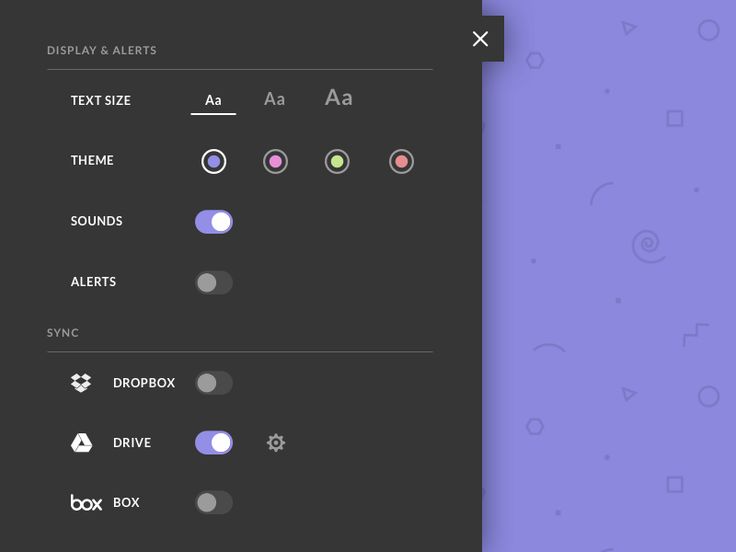 DISPLAY & ALERTS
TEXT SIZE Aa Aa Aa
THEME
SOUNDS
ALERTS
SYNC
DROPBOX
DRIVE
box BOX